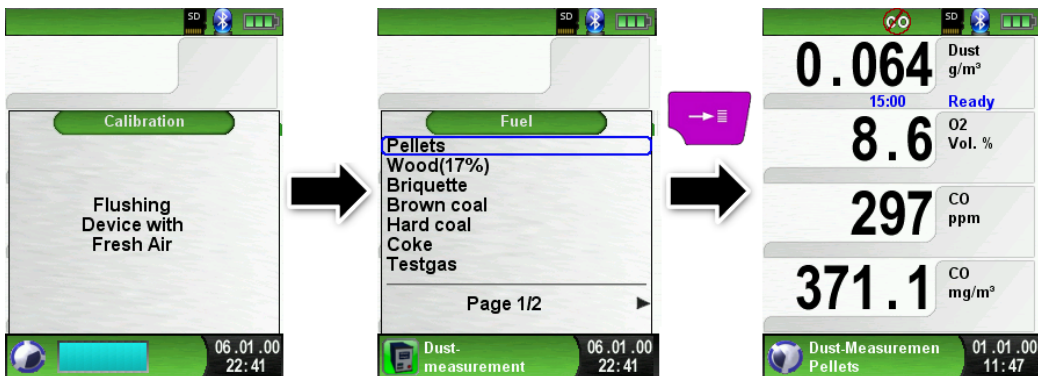 SD
Calibration
Flushing
Device with
Fresh Air
06.01.00
22:41
SD
Fuel
Pellets
Wood(17%)
Briquette
Brown coal
Hard coal
Coke
Testgas
Page 1/2
Dust-
measurement
06.01.00
22:41
CO
SD
0.064
Dust
g/m³
15:00 Ready
8.6
O2
Vol. %
297
CO
ppm
371.1
CO
mg/m³
Dust-Measuremen
Pellets
01.01.00
11:47